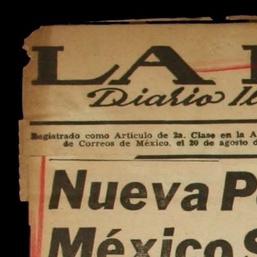 LA
Diario
Registrado como Artículo de 2a. Clase en la
de Correos de México, el 20 de agosto
Nueva
México